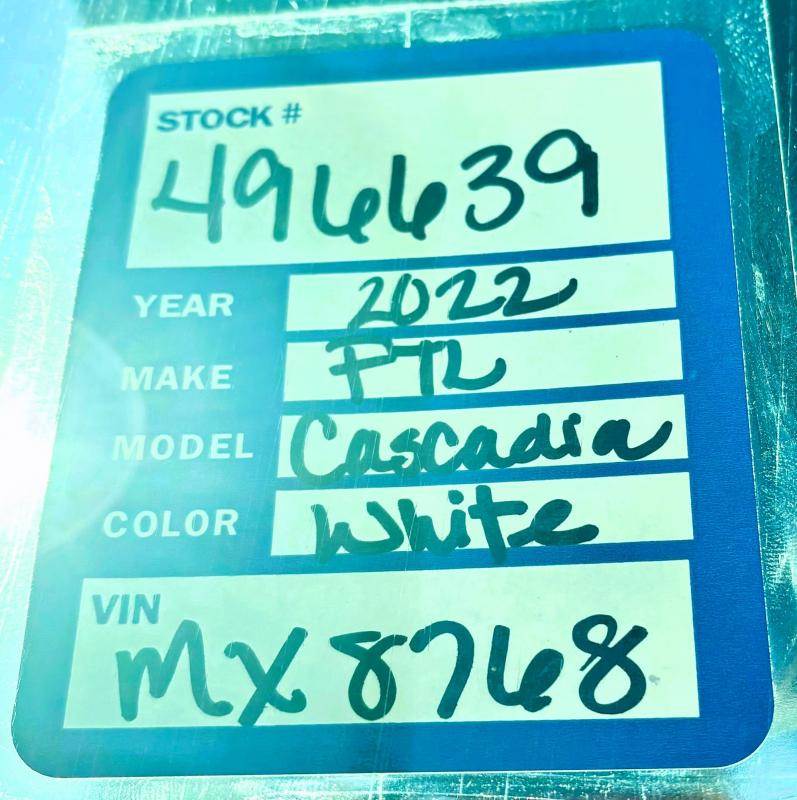 STOCK #
496639
YEAR 2022
MAKE FTL
MODEL Cascadia
COLOR White
VIN
MX8768